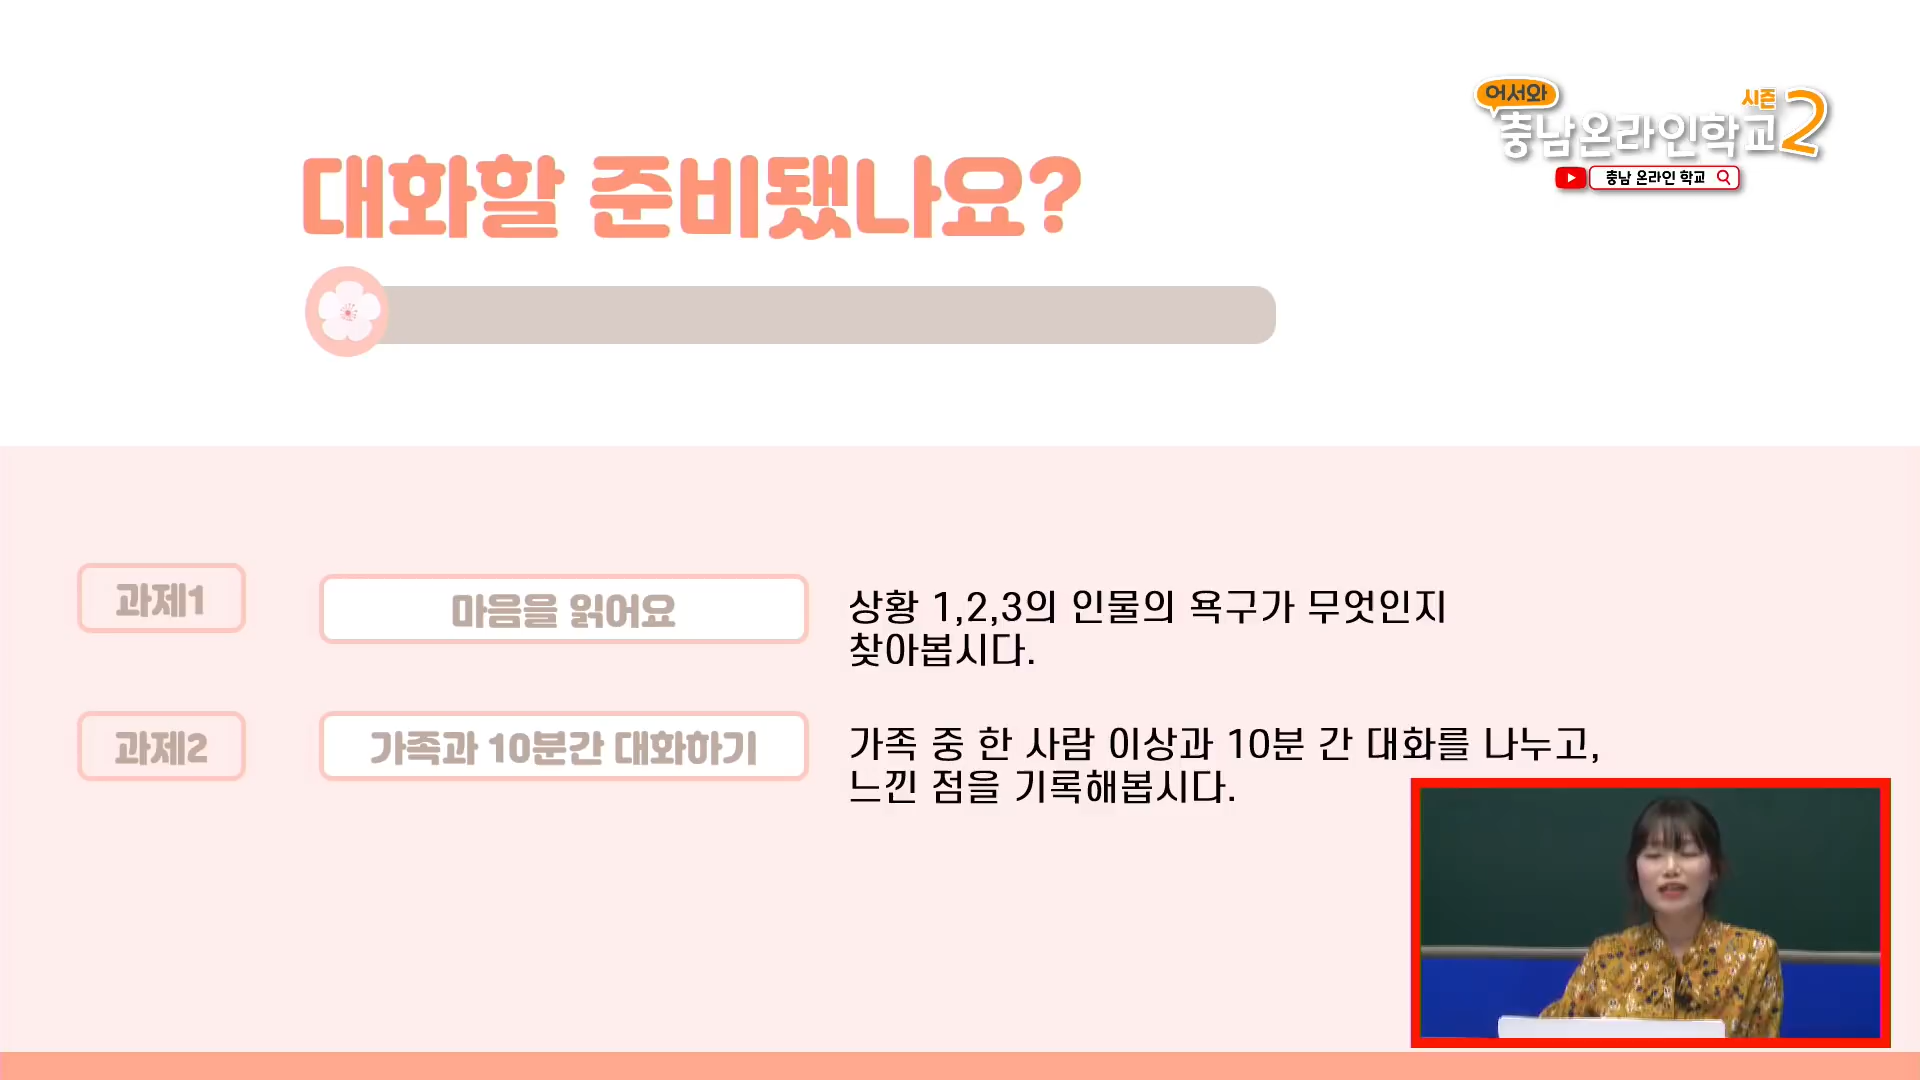 어서와
시즌
충남온라인학교2
충남 온라인 학교
대화할 준비됐나요?
과제1
마음을 읽어요
상황 1,2,3의 인물의 욕구가 무엇인지
찾아봅시다.
과제2
가족과 10분간 대화하기
가족 중 한 사람 이상과 10분 간 대화를 나누고,
느낀 점을 기록해봅시다.